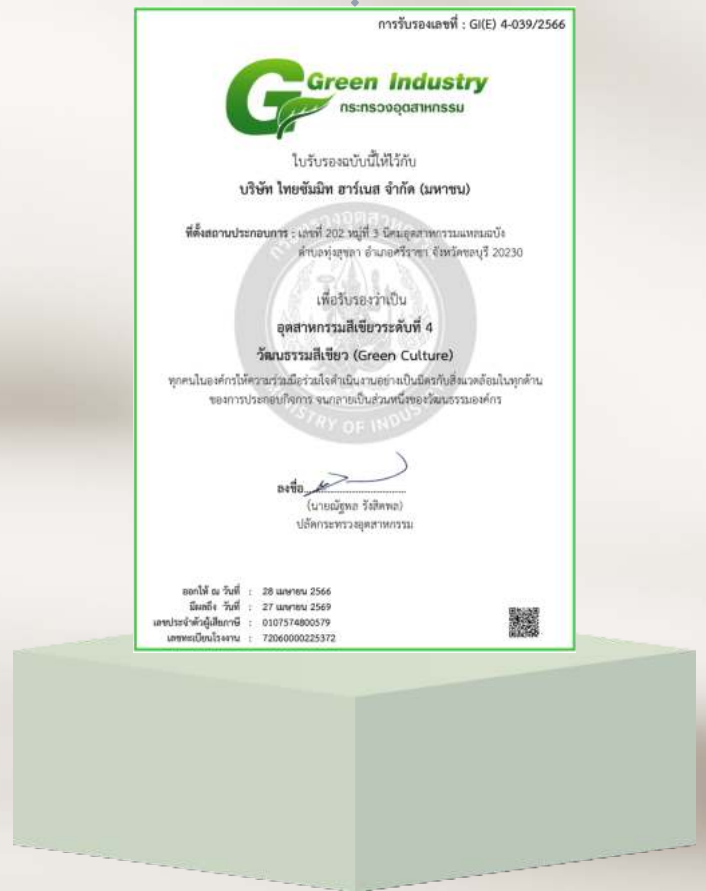 การรับรองเลขที่ : GI(E) 4-039/2566
Green Industry
กระทรวงอุตสาหกรรม
ใบรับรองฉบับนี้ให้ไว้กับ
บริษัท ไทยซัมมิท ฮาร์เนส จำกัด (มหาชน)
ที่ตั้งสถานประกอบการ : เลขที่ 202 หมู่ที่ 3 นิคมอุตสาหกรรมแหลมฉบัง
ตำบลทุ่งสุขลา อำเภอศรีราชา จังหวัดชลบุรี 20230
เพื่อรับรองว่าเป็น
อุตสาหกรรมสีเขียวระดับที่ 4
วัฒนธรรมสีเขียว (Green Culture)
ทุกคนในองค์กรให้ความร่วมมือร่วมใจดำเนินงานอย่างเป็นมิตรกับสิ่งแวดล้อมในทุกด้าน
ของการประกอบกิจการ จนกลายเป็นส่วนหนึ่งของวัฒนธรรมองค์กร
MINISTRY OF INDUSTRY
ลงชื่อ
(นายณัฐพล รังสิตพล)
ปลัดกระทรวงอุตสาหกรรม
ออกให้ ณ วันที่ : 28 เมษายน 2566
มีผลถึง วันที่ : 27 เมษายน 2569
เลขประจำตัวผู้เสียภาษี : 0107574800579
เลขทะเบียนโรงงาน : 72060000225372